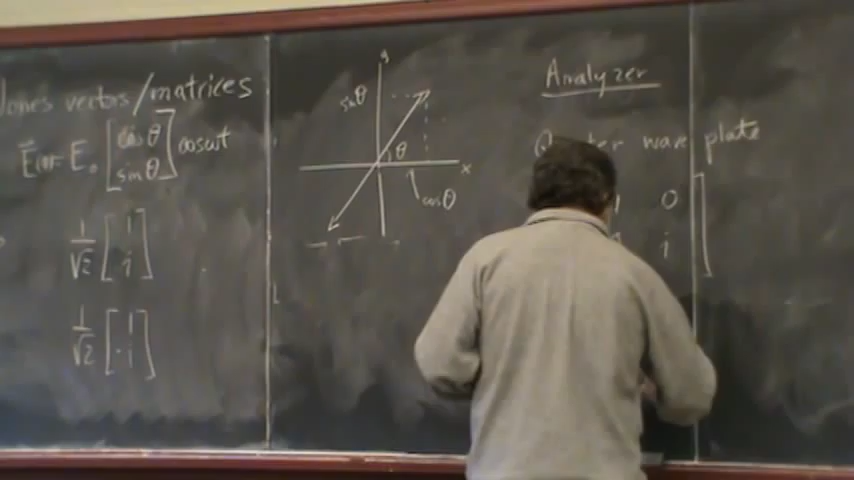 Jones vectors/matrices
E = E₀ [cos θ
sin θ] cos ωt
1/√2 [1
i]
1/√2 [1
-i]
y
sin θ
θ
x
cos θ
Analyzer
wave plate
1 0
i